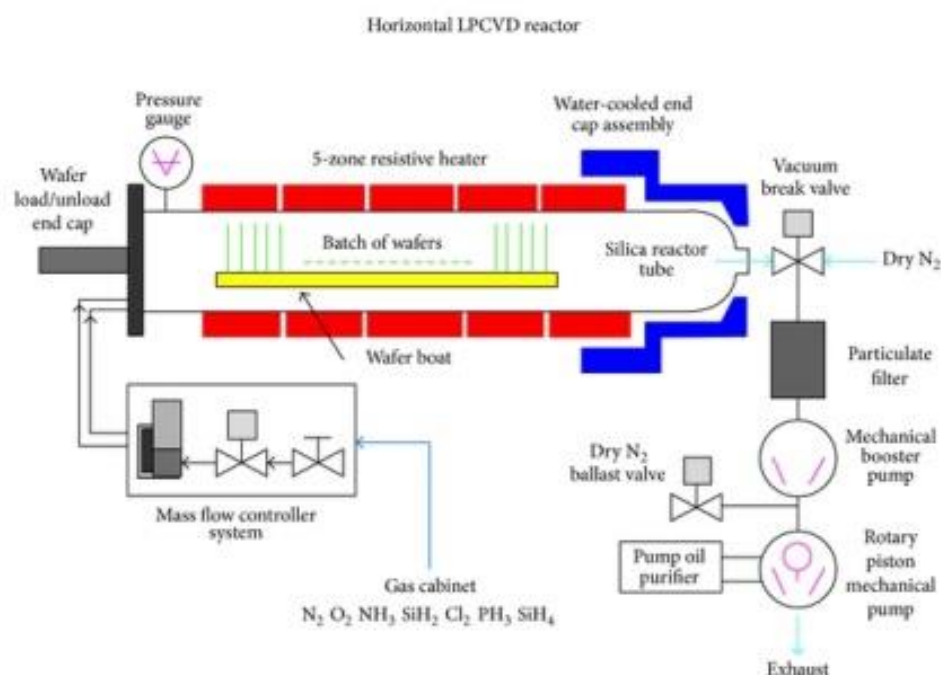 Horizontal LPCVD reactor
Pressure
gauge
Water-cooled end
cap assembly
5-zone resistive heater
Vacuum
break valve
Wafer
load/unload
end cap
Batch of wafers
Silica reactor
tube
Dry N₂
Wafer boat
Particulate
filter
Mechanical
booster
pump
Dry N₂
ballast valve
Mass flow controller
system
Rotary
piston
mechanical
pump
Pump oil
purifier
Gas cabinet
N₂ O₂ NH₃ SiH₂ Cl₂ PH₃ SiH₄
Exhaust